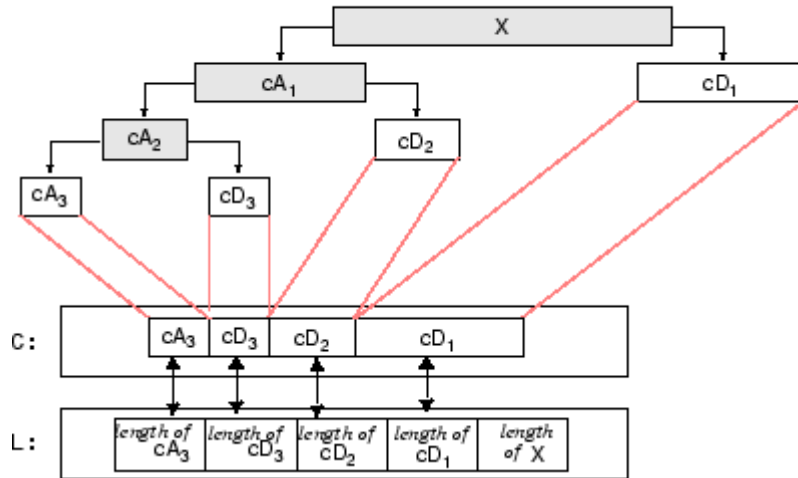 X
cA₁
cD₁
cA₂
cD₂
cA₃
cD₃
C:
cA₃ cD₃ cD₂ cD₁
L:
length of cA₃
length of cD₃
length of cD₂
length of cD₁
length of X